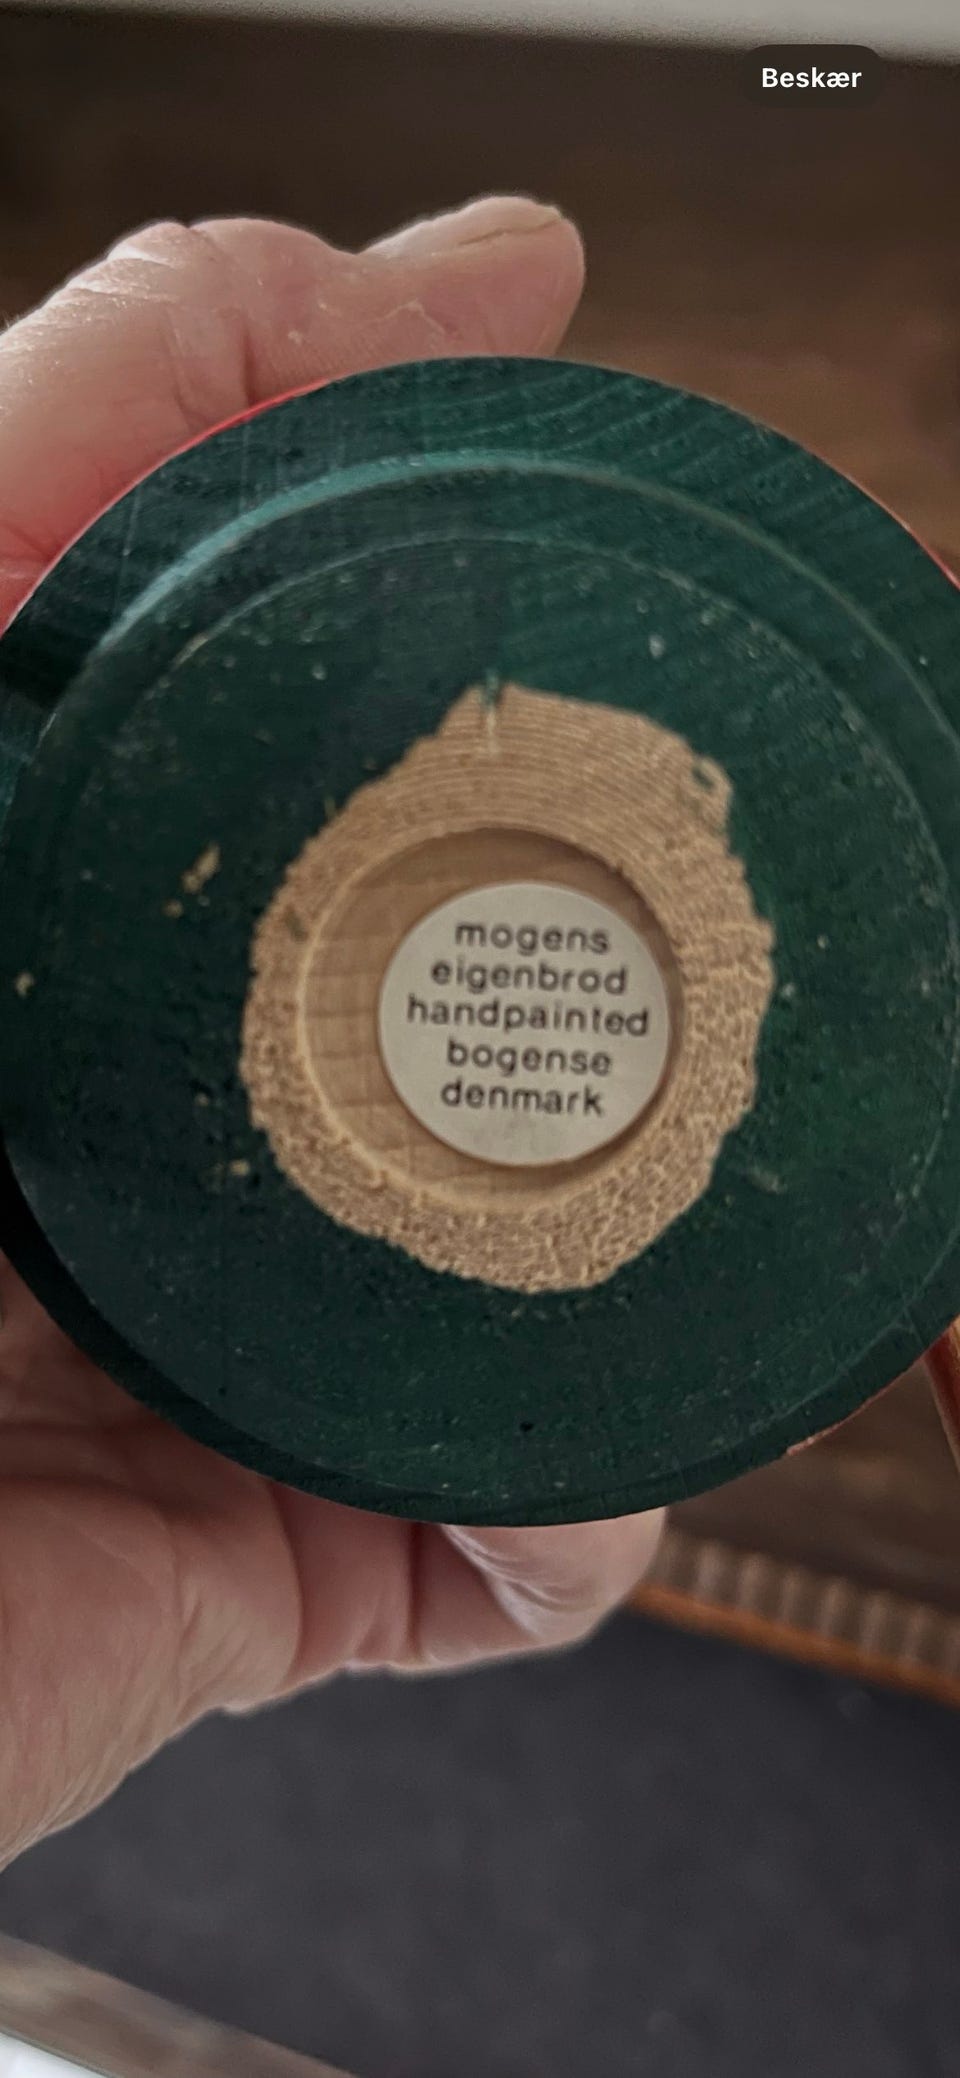 Beskær
mogens
eigenbrod
handpainted
bogense
denmark